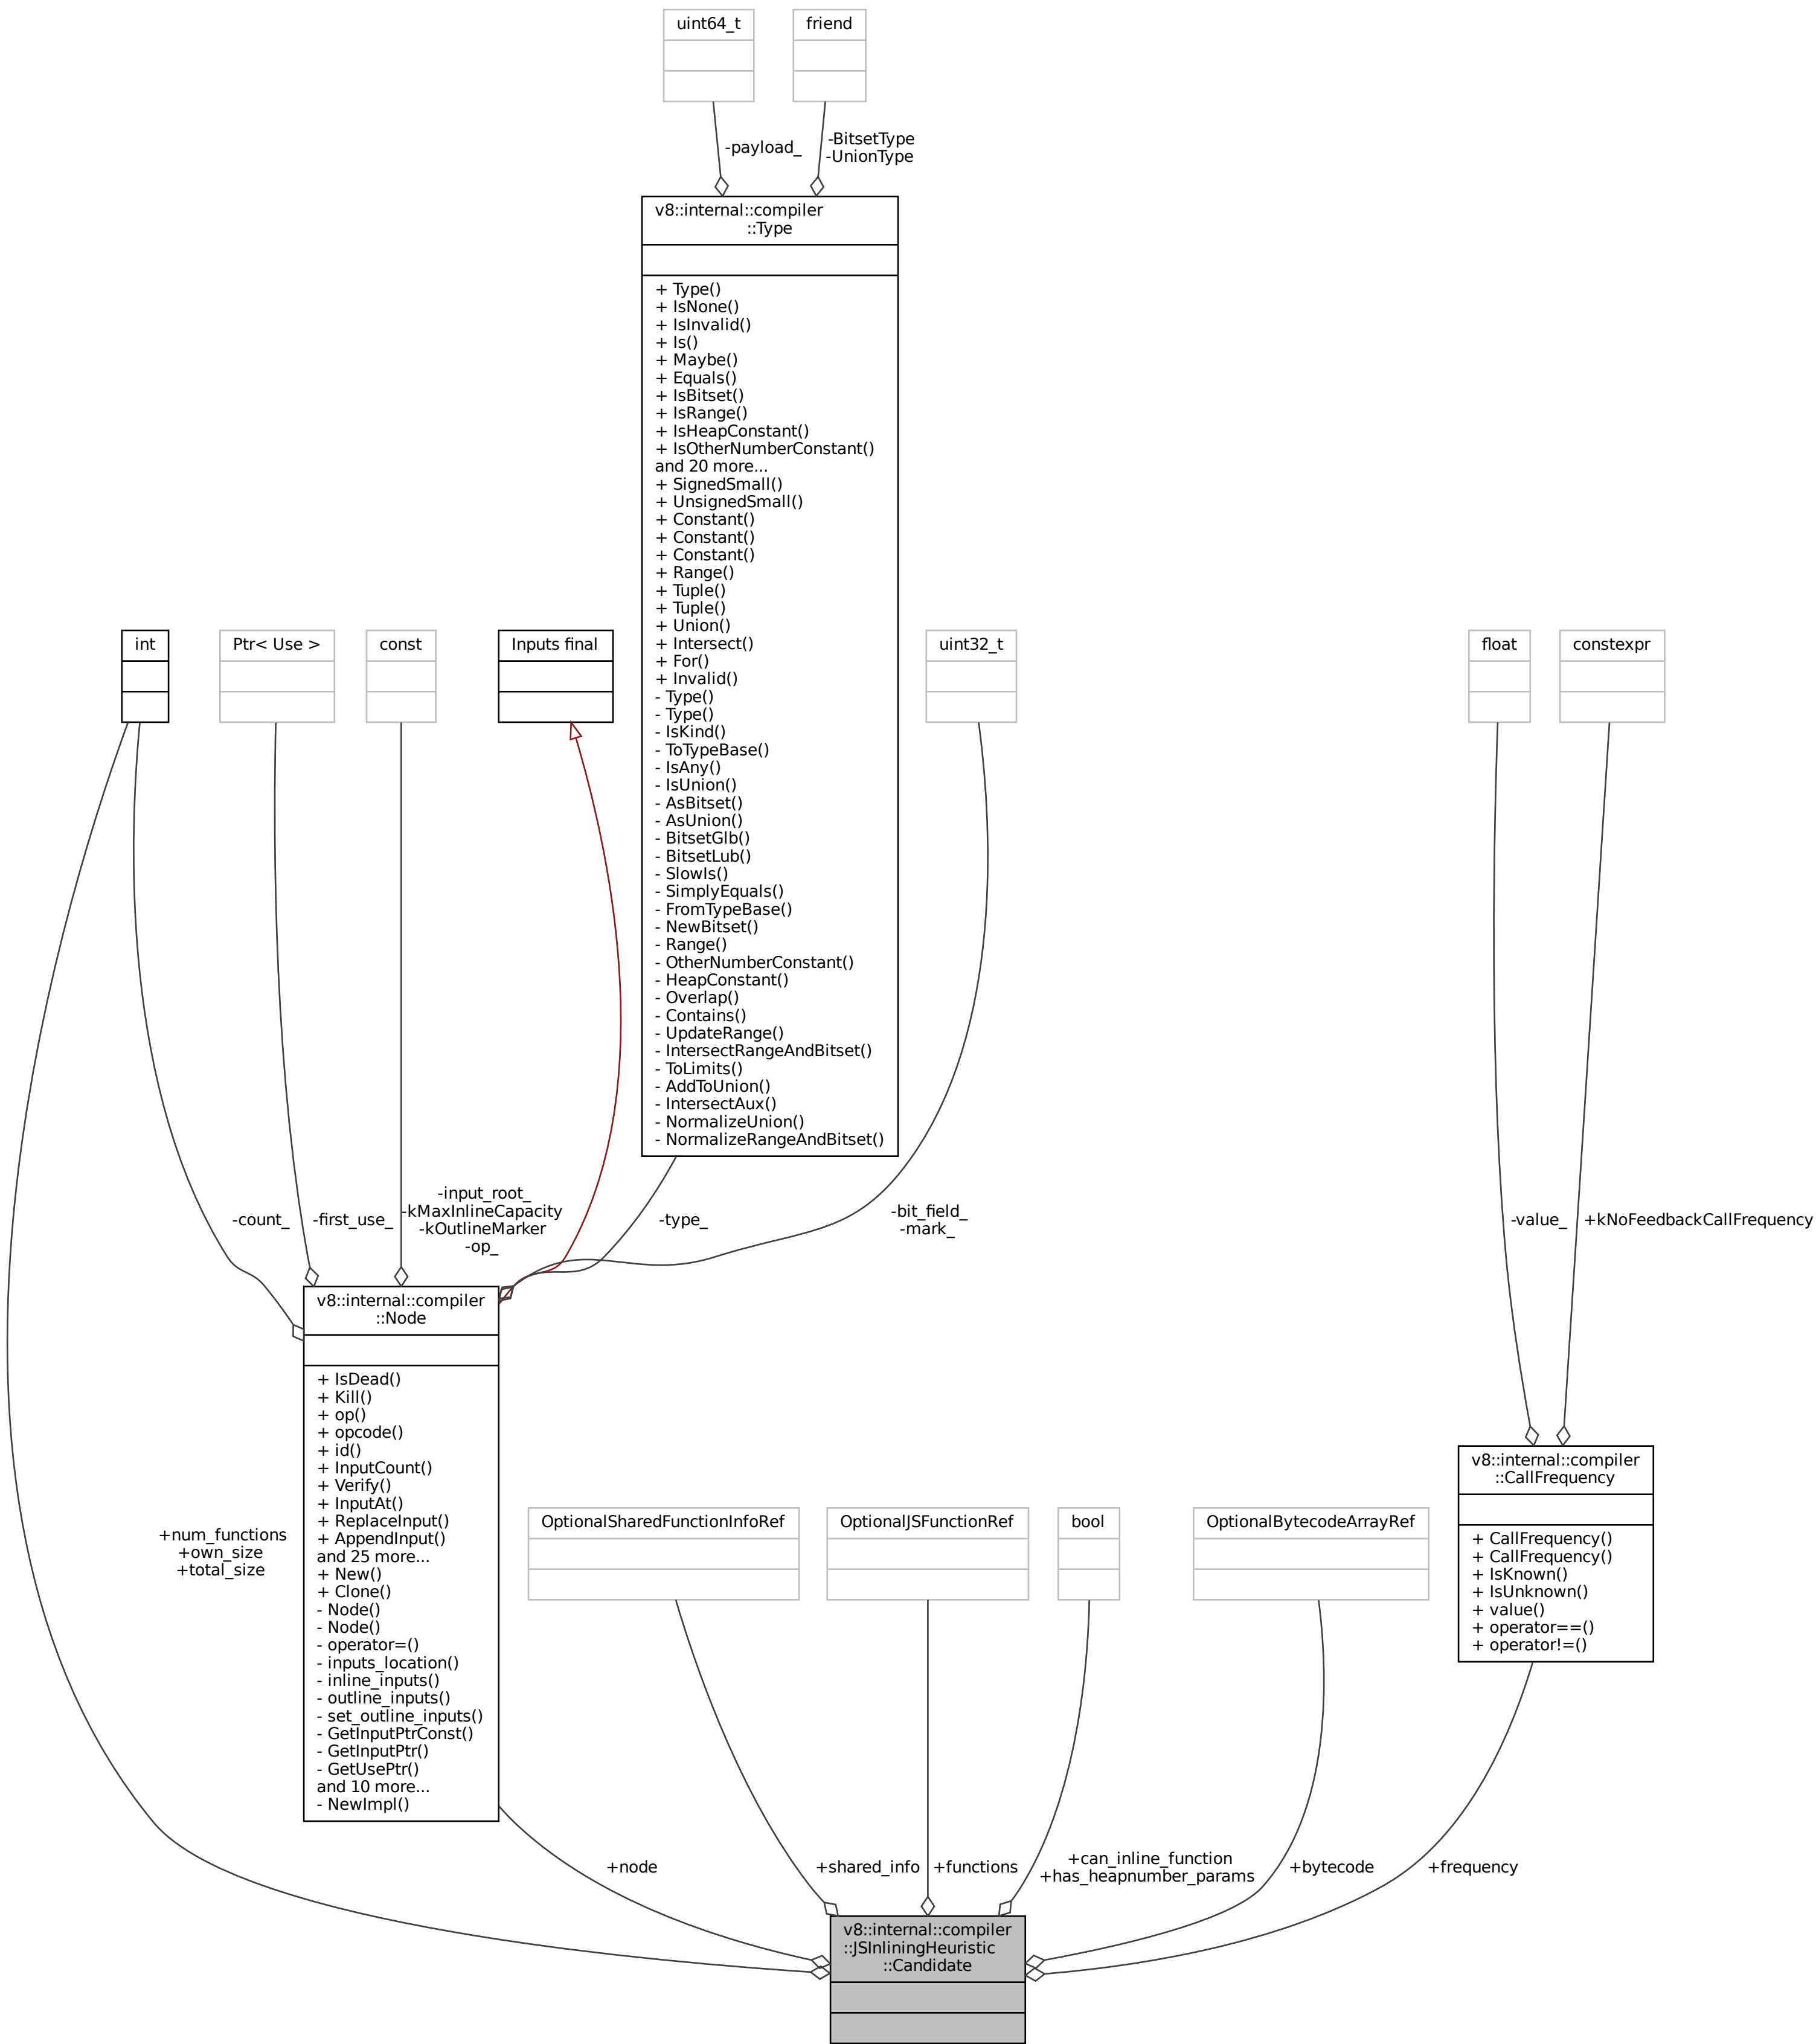 uint64_t
friend
-payload_
-BitsetType
-UnionType
v8::internal::compiler
::Type
+ Type()
+ IsNone()
+ IsInvalid()
+ Is()
+ Maybe()
+ Equals()
+ IsBitset()
+ IsRange()
+ IsHeapConstant()
+ IsOtherNumberConstant()
and 20 more...
+ SignedSmall()
+ UnsignedSmall()
+ Constant()
+ Constant()
+ Constant()
+ Range()
+ Tuple()
+ Tuple()
+ Union()
+ Intersect()
+ For()
+ Invalid()
- Type()
- Type()
- IsKind()
- ToTypeBase()
- IsAny()
- IsUnion()
- AsBitset()
- AsUnion()
- BitsetGlb()
- BitsetLub()
- SlowIs()
- SimplyEquals()
- FromTypeBase()
- NewBitset()
- Range()
- OtherNumberConstant()
- HeapConstant()
- Overlap()
- Contains()
- UpdateRange()
- IntersectRangeAndBitset()
- ToLimits()
- AddToUnion()
- IntersectAux()
- NormalizeUnion()
- NormalizeRangeAndBitset()
int
Ptr< Use >
const
Inputs final
uint32_t
float
constexpr
-count_
-first_use_
-input_root_
-kMaxInlineCapacity
-kOutlineMarker
-op_
-type_
-bit_field_
-mark_
-value_
+kNoFeedbackCallFrequency
v8::internal::compiler
::Node
+ IsDead()
+ Kill()
+ op()
+ opcode()
+ id()
+ InputCount()
+ Verify()
+ InputAt()
+ ReplaceInput()
+ AppendInput()
and 25 more...
+ New()
+ Clone()
- Node()
- Node()
- operator=()
- inputs_location()
- inline_inputs()
- outline_inputs()
- set_outline_inputs()
- GetInputPtrConst()
- GetInputPtr()
- GetUsePtr()
and 10 more...
- NewImpl()
v8::internal::compiler
::CallFrequency
+ CallFrequency()
+ CallFrequency()
+ IsKnown()
+ IsUnknown()
+ value()
+ operator==()
+ operator!=()
+num_functions
+own_size
+total_size
OptionalSharedFunctionInfoRef
OptionalJSFunctionRef
bool
OptionalBytecodeArrayRef
+node
+shared_info
+functions
+can_inline_function
+has_heapnumber_params
+bytecode
+frequency
v8::internal::compiler
::JSInliningHeuristic
::Candidate